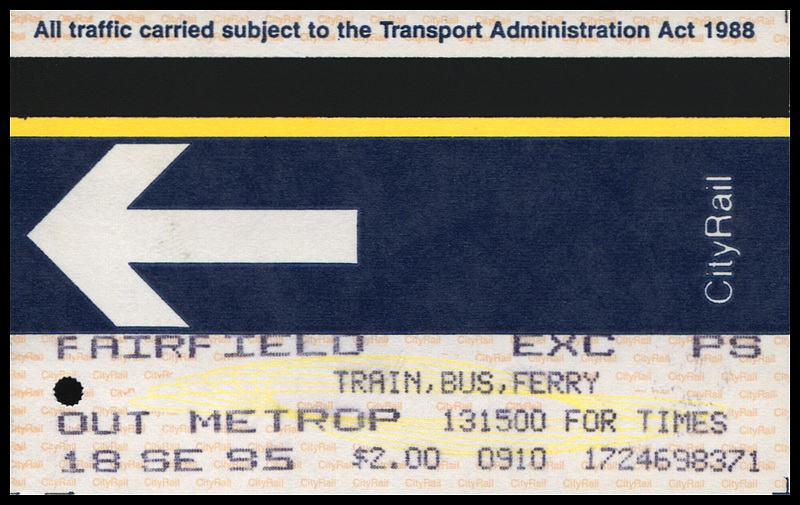 All traffic carried subject to the Transport Administration Act 1988
CityRail
FAIRFIELD EXC PS
TRAIN,BUS,FERRY
OUT METROP 131500 FOR TIMES
18 SE 95 $2.00 0910 1724698371